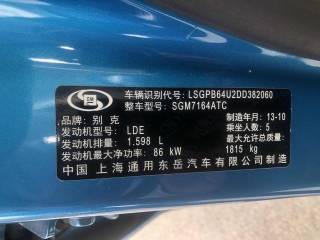 车辆识别代号: LSGPB64U2DD382060
整车型号: SGM7164ATC
品牌: 别 克 制造年月: 13-10
发动机型号: LDE 乘坐人数: 5
发动机排量: 1.598 L 最大允许总质量:
发动机最大净功率: 86 kW 1815 kg
中国 上海通用东岳汽车有限公司制造